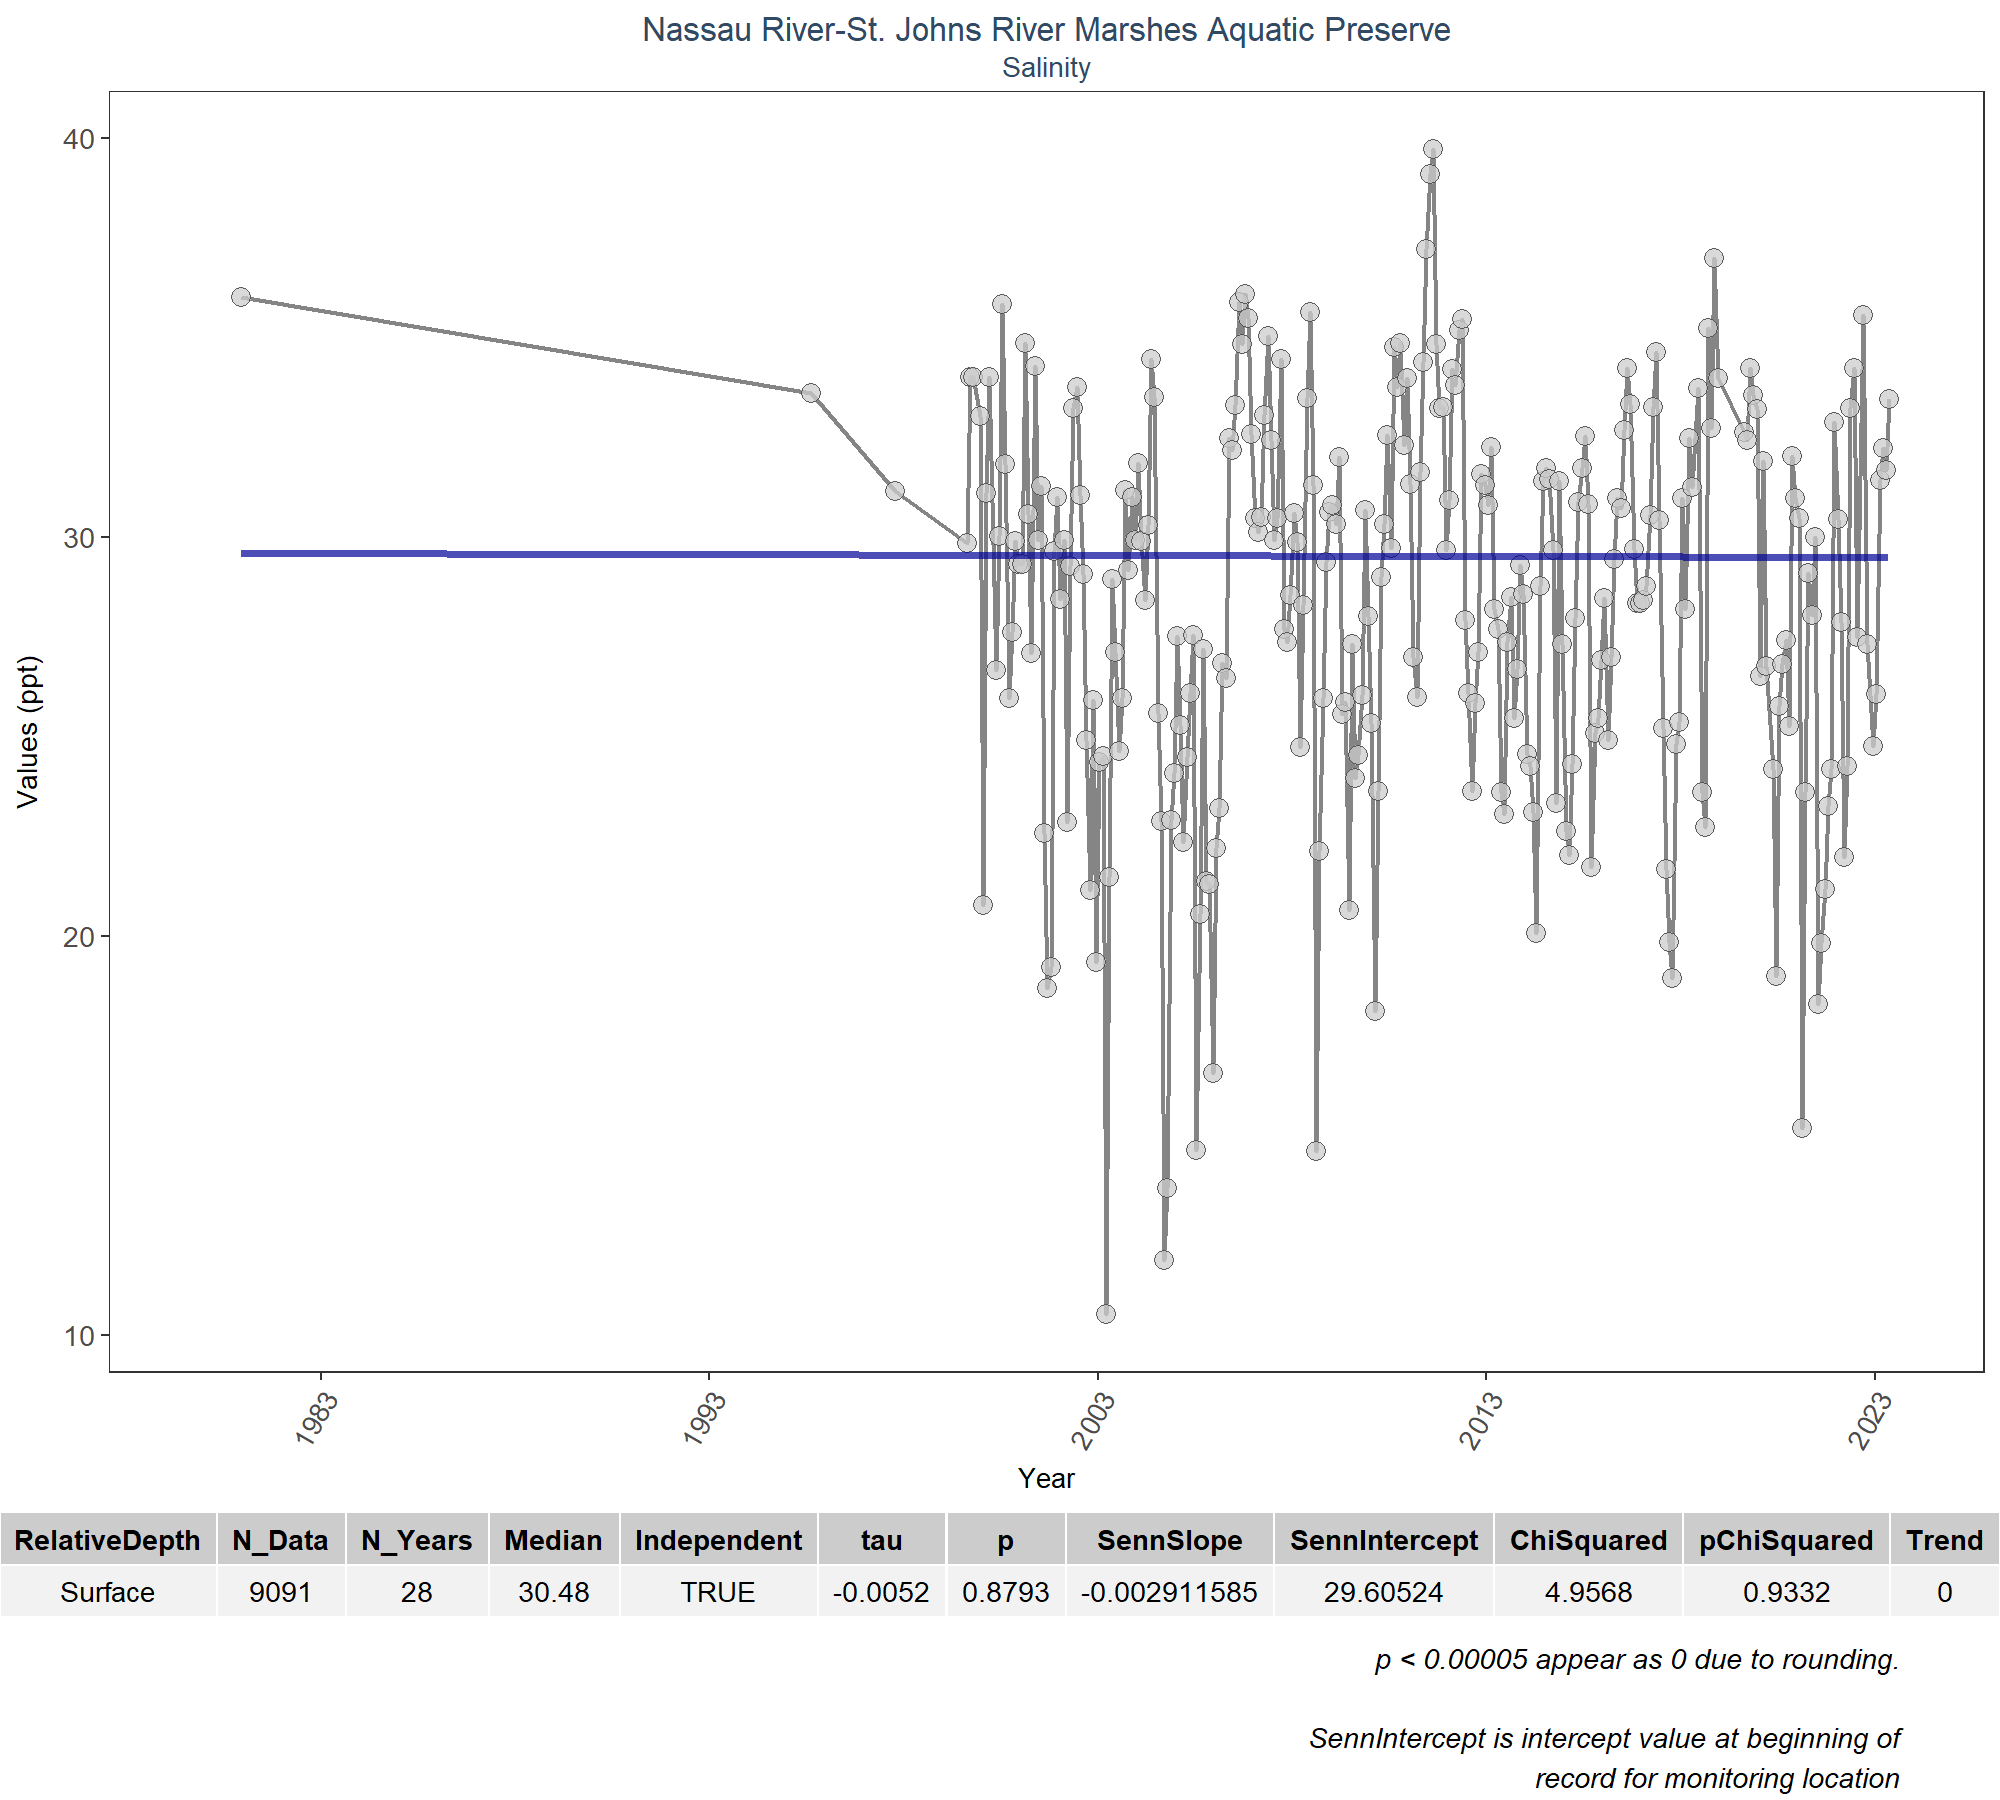 Nassau River-St. Johns River Marshes Aquatic Preserve
Salinity
40
30
20
10
Values (ppt)
1983
1993
2003
2013
2023
Year
RelativeDepth N_Data N_Years Median Independent tau p SennSlope SennIntercept ChiSquared pChiSquared Trend
Surface 9091 28 30.48 TRUE -0.0052 0.8793 -0.002911585 29.60524 4.9568 0.9332 0
p < 0.00005 appear as 0 due to rounding.
SennIntercept is intercept value at beginning of
record for monitoring location